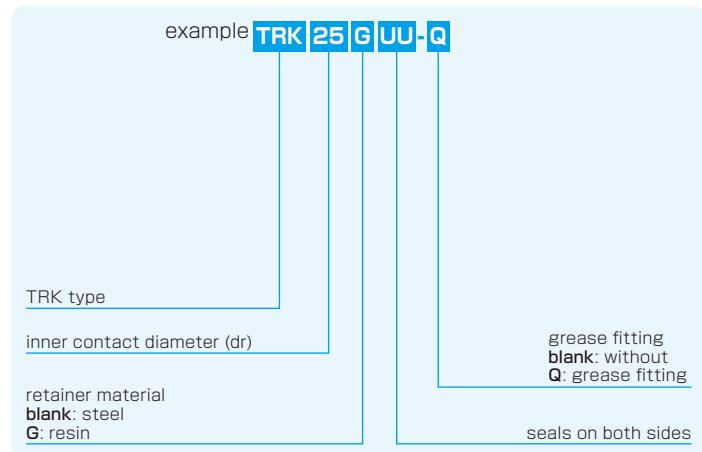 example TRK 25 G UU-Q
TRK type
inner contact diameter (dr)
retainer material
blank: steel
G: resin
grease fitting
blank: without
Q: grease fitting
seals on both sides